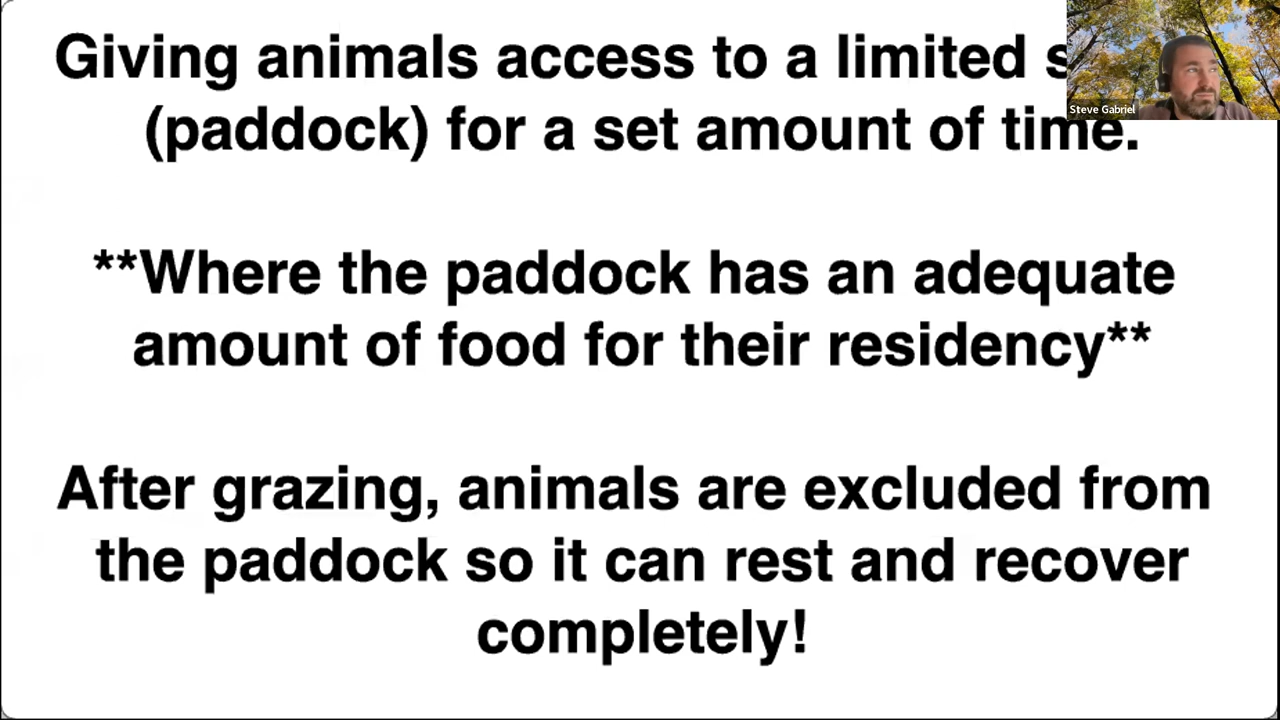 Giving animals access to a limited s
(paddock) for a set amount of time.
**Where the paddock has an adequate
amount of food for their residency**
After grazing, animals are excluded from
the paddock so it can rest and recover
completely!
Steve Gabriel